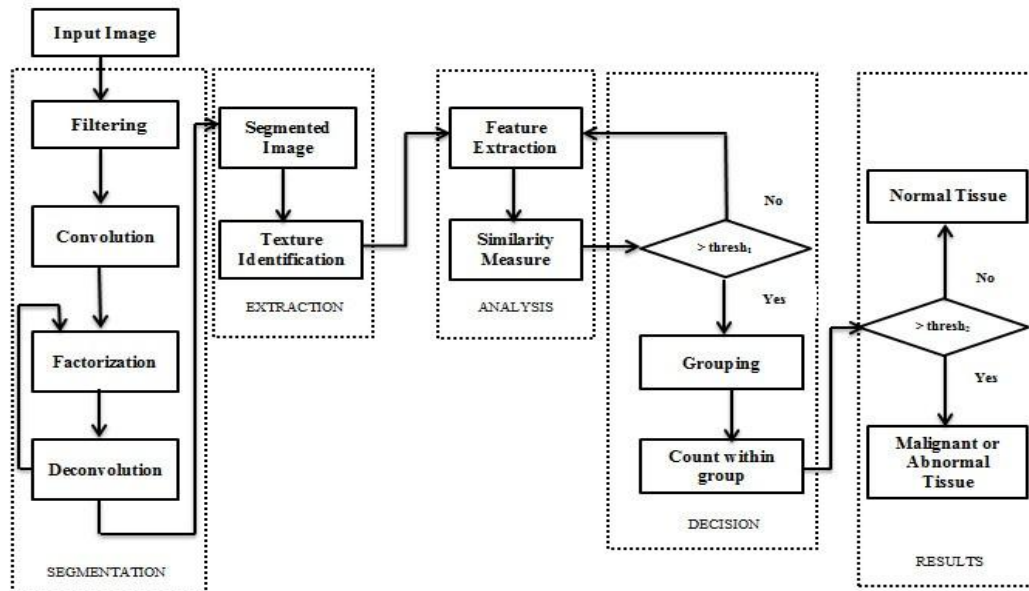 Input Image
Filtering
Convolution
Factorization
Deconvolution
SEGMENTATION
Segmented
Image
Texture
Identification
EXTRACTION
Feature
Extraction
Similarity
Measure
ANALYSIS
No
> thresh₁
Yes
Grouping
Count within
group
DECISION
Normal Tissue
No
> thresh₂
Yes
Malignant or
Abnormal
Tissue
RESULTS